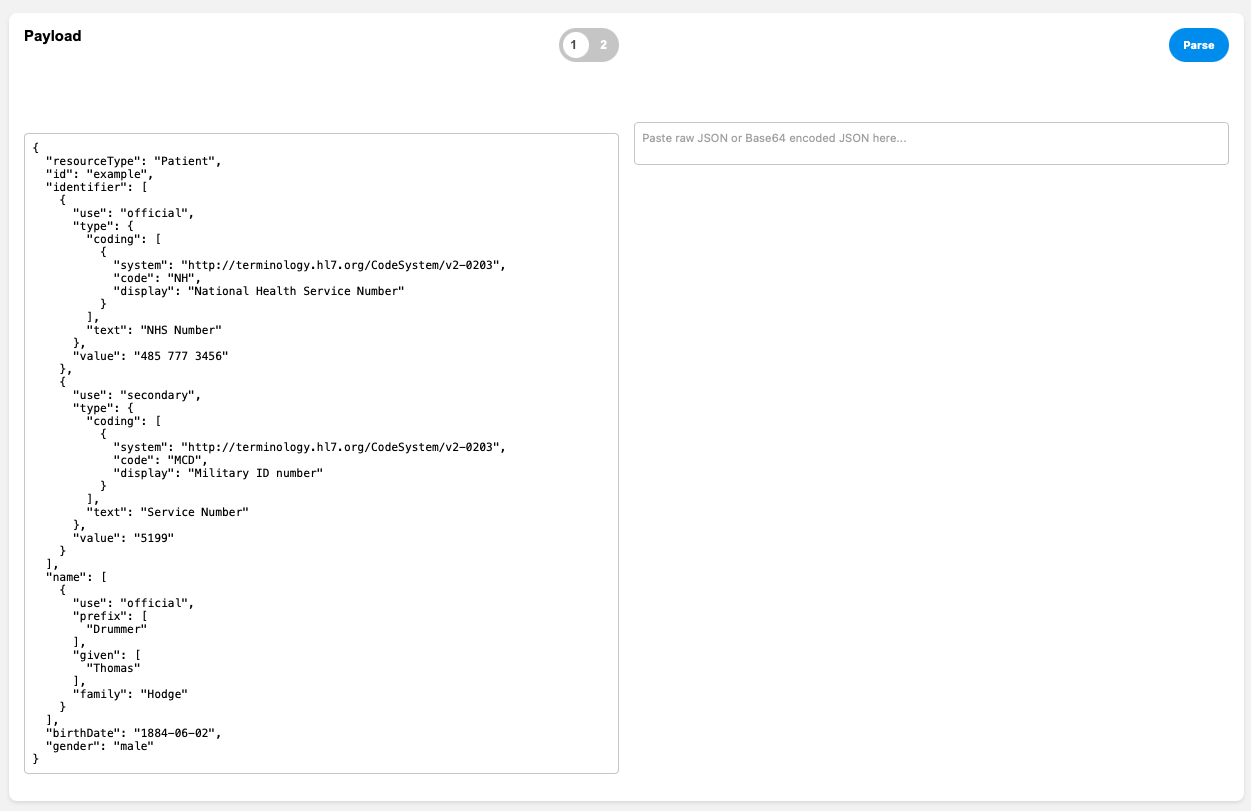 Payload
1 2
Parse
{
  "resourceType": "Patient",
  "id": "example",
  "identifier": [
    {
      "use": "official",
      "type": {
        "coding": [
          {
            "system": "http://terminology.hl7.org/CodeSystem/v2-0203",
            "code": "NH",
            "display": "National Health Service Number"
          }
        ],
        "text": "NHS Number"
      },
      "value": "485 777 3456"
    },
    {
      "use": "secondary",
      "type": {
        "coding": [
          {
            "system": "http://terminology.hl7.org/CodeSystem/v2-0203",
            "code": "MCD",
            "display": "Military ID number"
          }
        ],
        "text": "Service Number"
      },
      "value": "5199"
    }
  ],
  "name": [
    {
      "use": "official",
      "prefix": [
        "Drummer"
      ],
      "given": [
        "Thomas"
      ],
      "family": "Hodge"
    }
  ],
  "birthDate": "1884-06-02",
  "gender": "male"
}
Paste raw JSON or Base64 encoded JSON here...